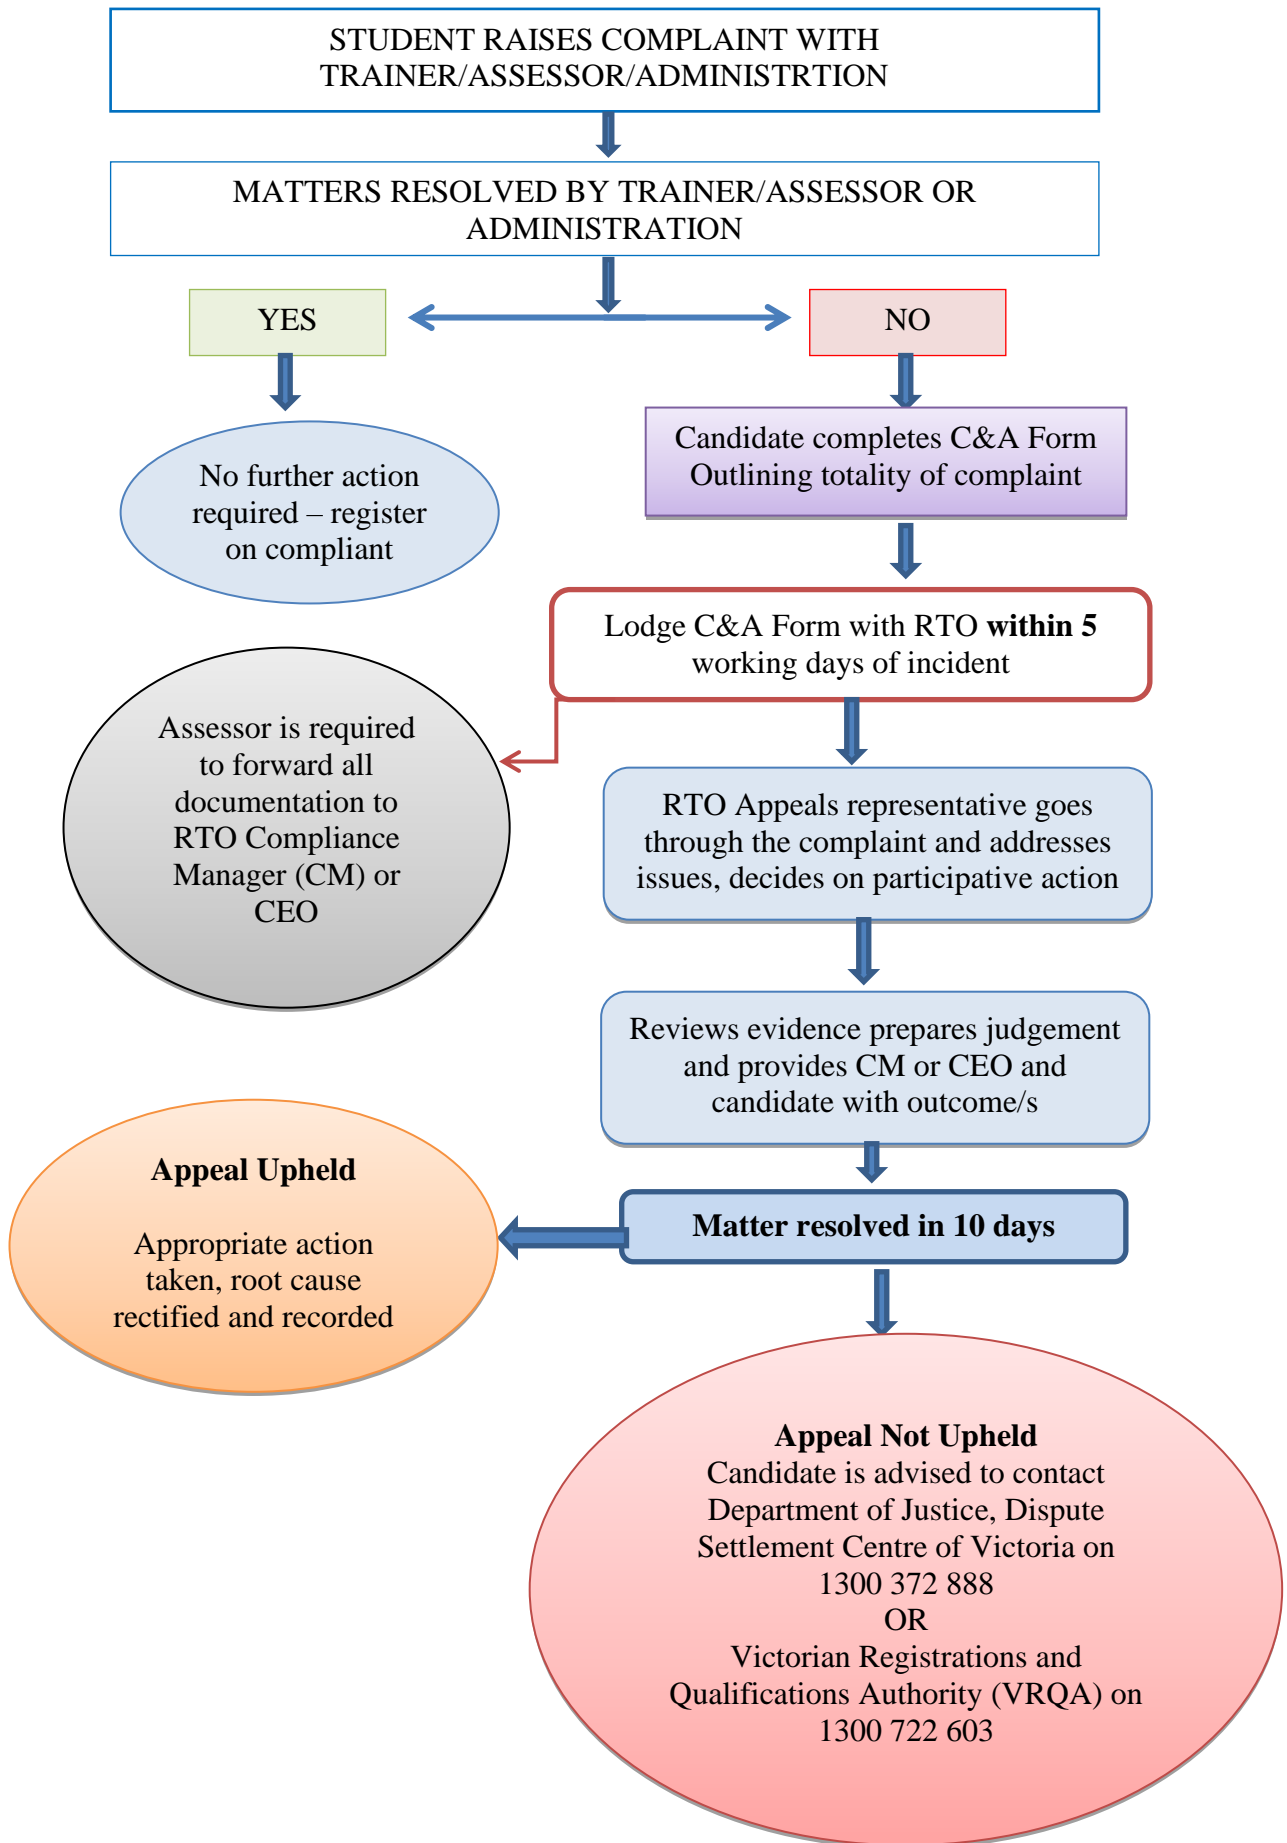 STUDENT RAISES COMPLAINT WITH
TRAINER/ASSESSOR/ADMINISTRTION
MATTERS RESOLVED BY TRAINER/ASSESSOR OR
ADMINISTRATION
YES
NO
No further action
required – register
on compliant
Candidate completes C&A Form
Outlining totality of complaint
Lodge C&A Form with RTO within 5
working days of incident
Assessor is required
to forward all
documentation to
RTO Compliance
Manager (CM) or
CEO
RTO Appeals representative goes
through the complaint and addresses
issues, decides on participative action
Reviews evidence prepares judgement
and provides CM or CEO and
candidate with outcome/s
Matter resolved in 10 days
Appeal Upheld
Appropriate action
taken, root cause
rectified and recorded
Appeal Not Upheld
Candidate is advised to contact
Department of Justice, Dispute
Settlement Centre of Victoria on
1300 372 888
OR
Victorian Registrations and
Qualifications Authority (VRQA) on
1300 722 603